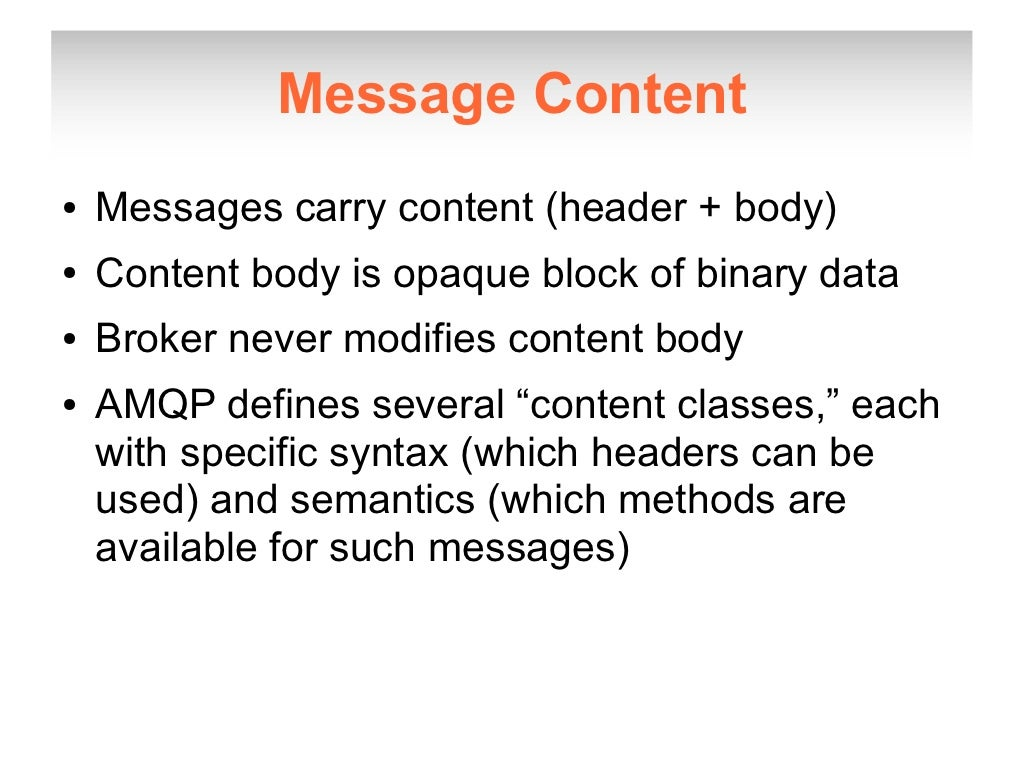 Message Content
• Messages carry content (header + body)
• Content body is opaque block of binary data
• Broker never modifies content body
• AMQP defines several “content classes,” each
with specific syntax (which headers can be
used) and semantics (which methods are
available for such messages)